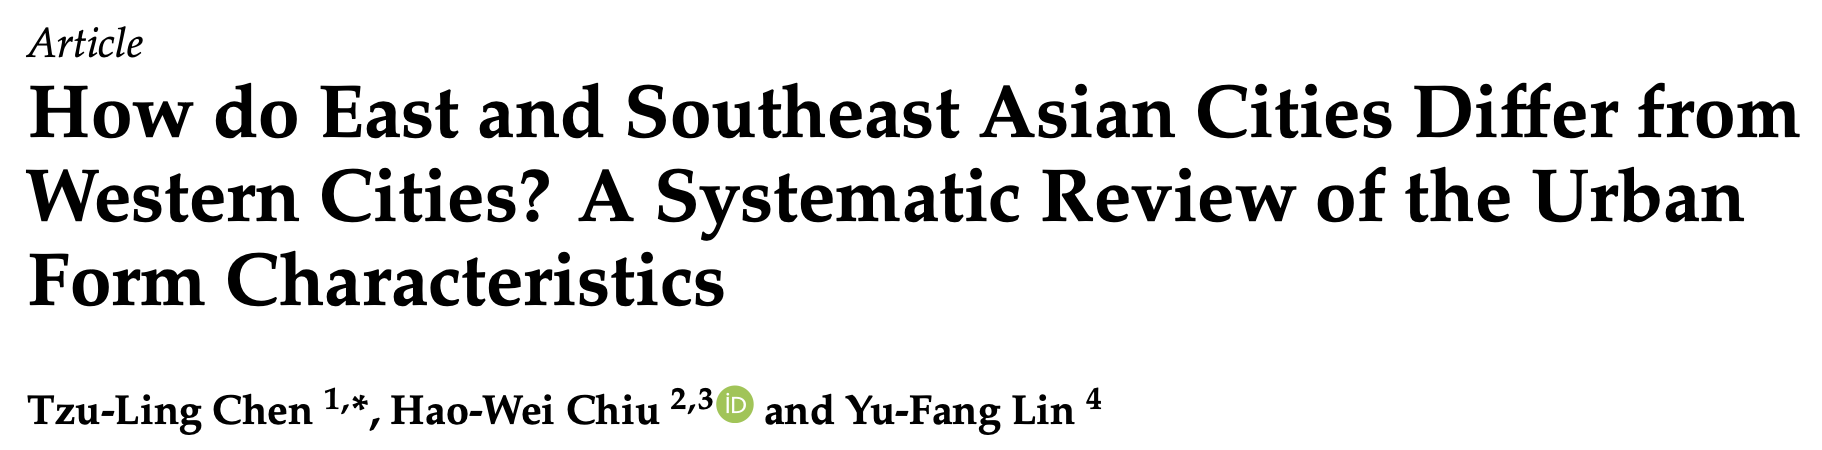 Article
How do East and Southeast Asian Cities Differ from
Western Cities? A Systematic Review of the Urban
Form Characteristics
Tzu-Ling Chen 1,*, Hao-Wei Chiu 2,3 iD and Yu-Fang Lin 4